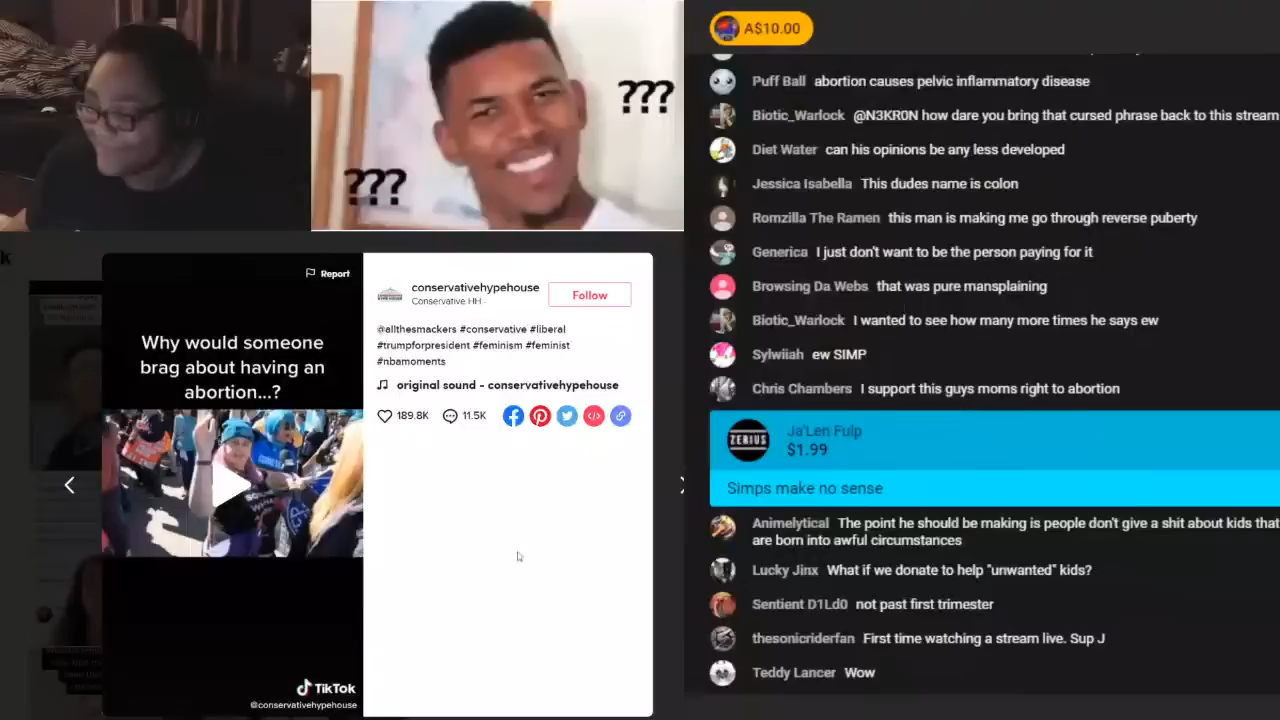 ???
???
k
Report
Why would someone
brag about having an
abortion...?
TikTok
@conservativehypehouse
conservativehypehouse
Conservative HH
Follow
@allthesmackers #conservative #liberal
#trumpforpresident #feminism #feminist
#nbamoments
original sound - conservativehypehouse
189.8K
11.5K
A$10.00
Puff Ball abortion causes pelvic inflammatory disease
Biotic_Warlock @N3KR0N how dare you bring that cursed phrase back to this stream
Diet Water can his opinions be any less developed
Jessica Isabella This dudes name is colon
Romzilla The Ramen this man is making me go through reverse puberty
Generica I just don't want to be the person paying for it
Browsing Da Webs that was pure mansplaining
Biotic_Warlock I wanted to see how many more times he says ew
Sylwiiah ew SIMP
Chris Chambers I support this guys moms right to abortion
ZERIUS
Ja'Len Fulp
$1.99
Simps make no sense
Animelytical The point he should be making is people don't give a shit about kids that
are born into awful circumstances
Lucky Jinx What if we donate to help "unwanted" kids?
Sentient D1Ld0 not past first trimester
thesonicriderfan First time watching a stream live. Sup J
Teddy Lancer Wow